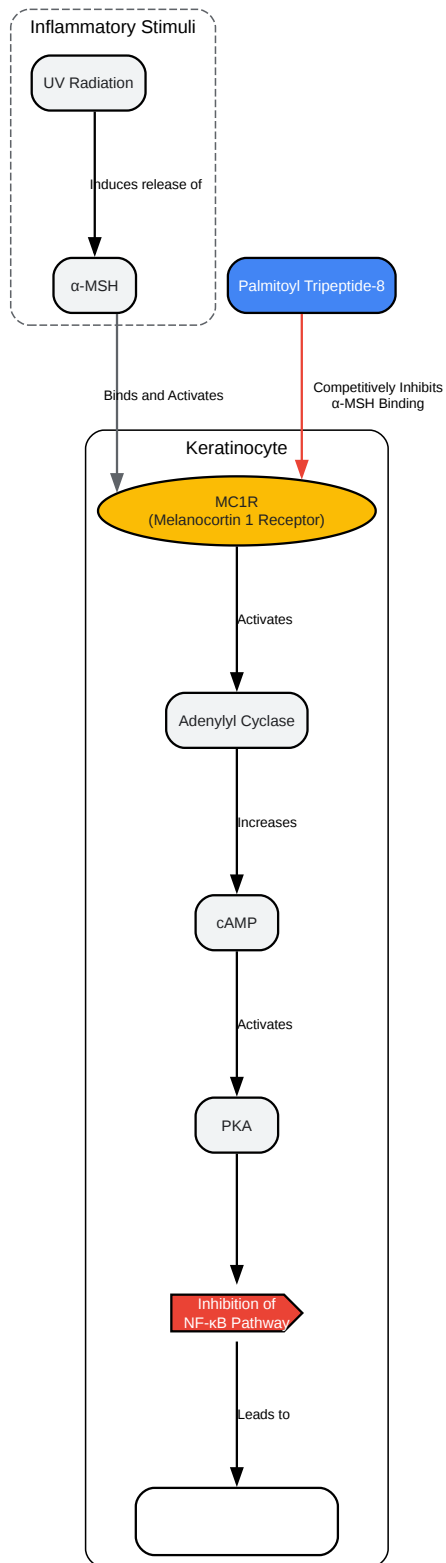 Inflammatory Stimuli
UV Radiation
Induces release of
α-MSH
Palmitoyl Tripeptide-8
Binds and Activates
Competitively Inhibits
α-MSH Binding
Keratinocyte
MC1R
(Melanocortin 1 Receptor)
Activates
Adenylyl Cyclase
Increases
cAMP
Activates
PKA
Inhibition of
NF-κB Pathway
Leads to